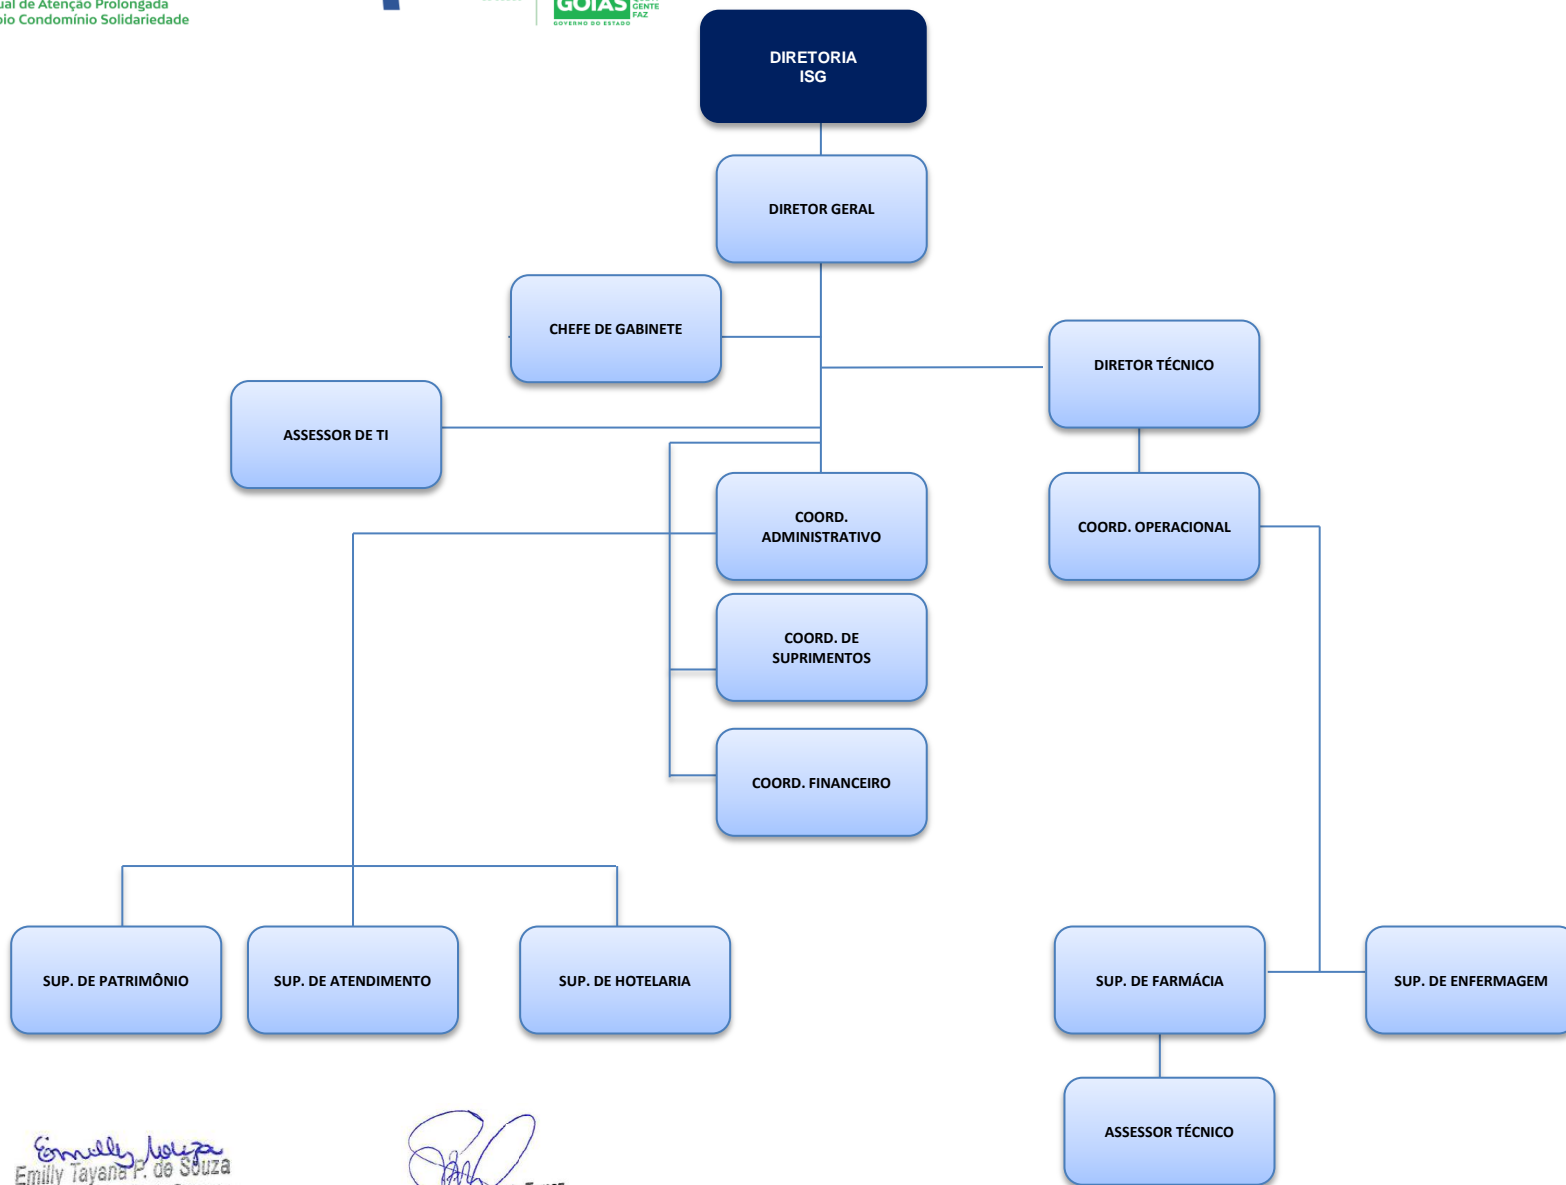 de Atenção Prolongada
Condomínio Solidariedade
GOIÁS
GENTE
FAZ
GOVERNO DO ESTADO
DIRETORIA
ISG
DIRETOR GERAL
CHEFE DE GABINETE
DIRETOR TÉCNICO
ASSESSOR DE TI
COORD.
ADMINISTRATIVO
COORD. OPERACIONAL
COORD. DE
SUPRIMENTOS
COORD. FINANCEIRO
SUP. DE PATRIMÔNIO
SUP. DE ATENDIMENTO
SUP. DE HOTELARIA
SUP. DE FARMÁCIA
SUP. DE ENFERMAGEM
ASSESSOR TÉCNICO
Emilly Souza
Emilly Tayana P. de Souza